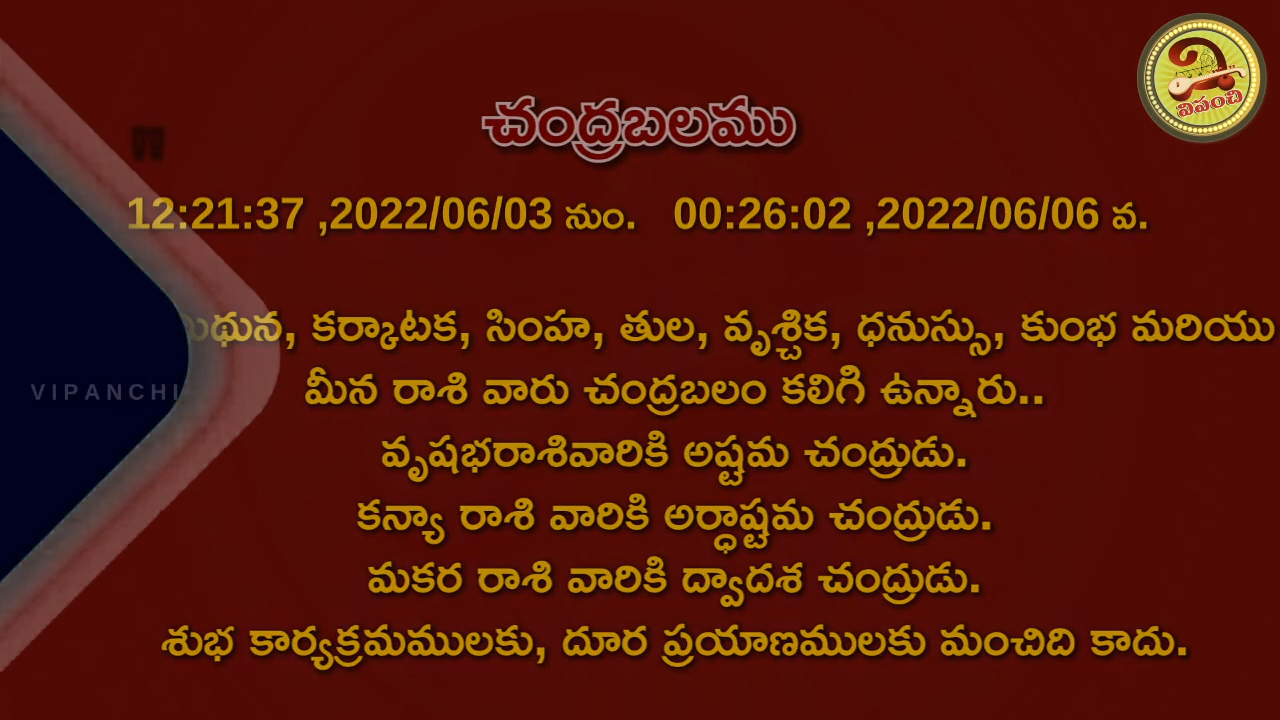 విపంచి
చంద్రబలము
12:21:37 ,2022/06/03 నుం. 00:26:02 ,2022/06/06 వ.
మిథున, కర్కాటక, సింహ, తుల, వృశ్చిక, ధనుస్సు, కుంభ మరియు
మీన రాశి వారు చంద్రబలం కలిగి ఉన్నారు..
VIPANCHI
వృషభరాశివారికి అష్టమ చంద్రుడు.
కన్యా రాశి వారికి అర్ధాష్టమ చంద్రుడు.
మకర రాశి వారికి ద్వాదశ చంద్రుడు.
శుభ కార్యక్రమములకు, దూర ప్రయాణములకు మంచిది కాదు.